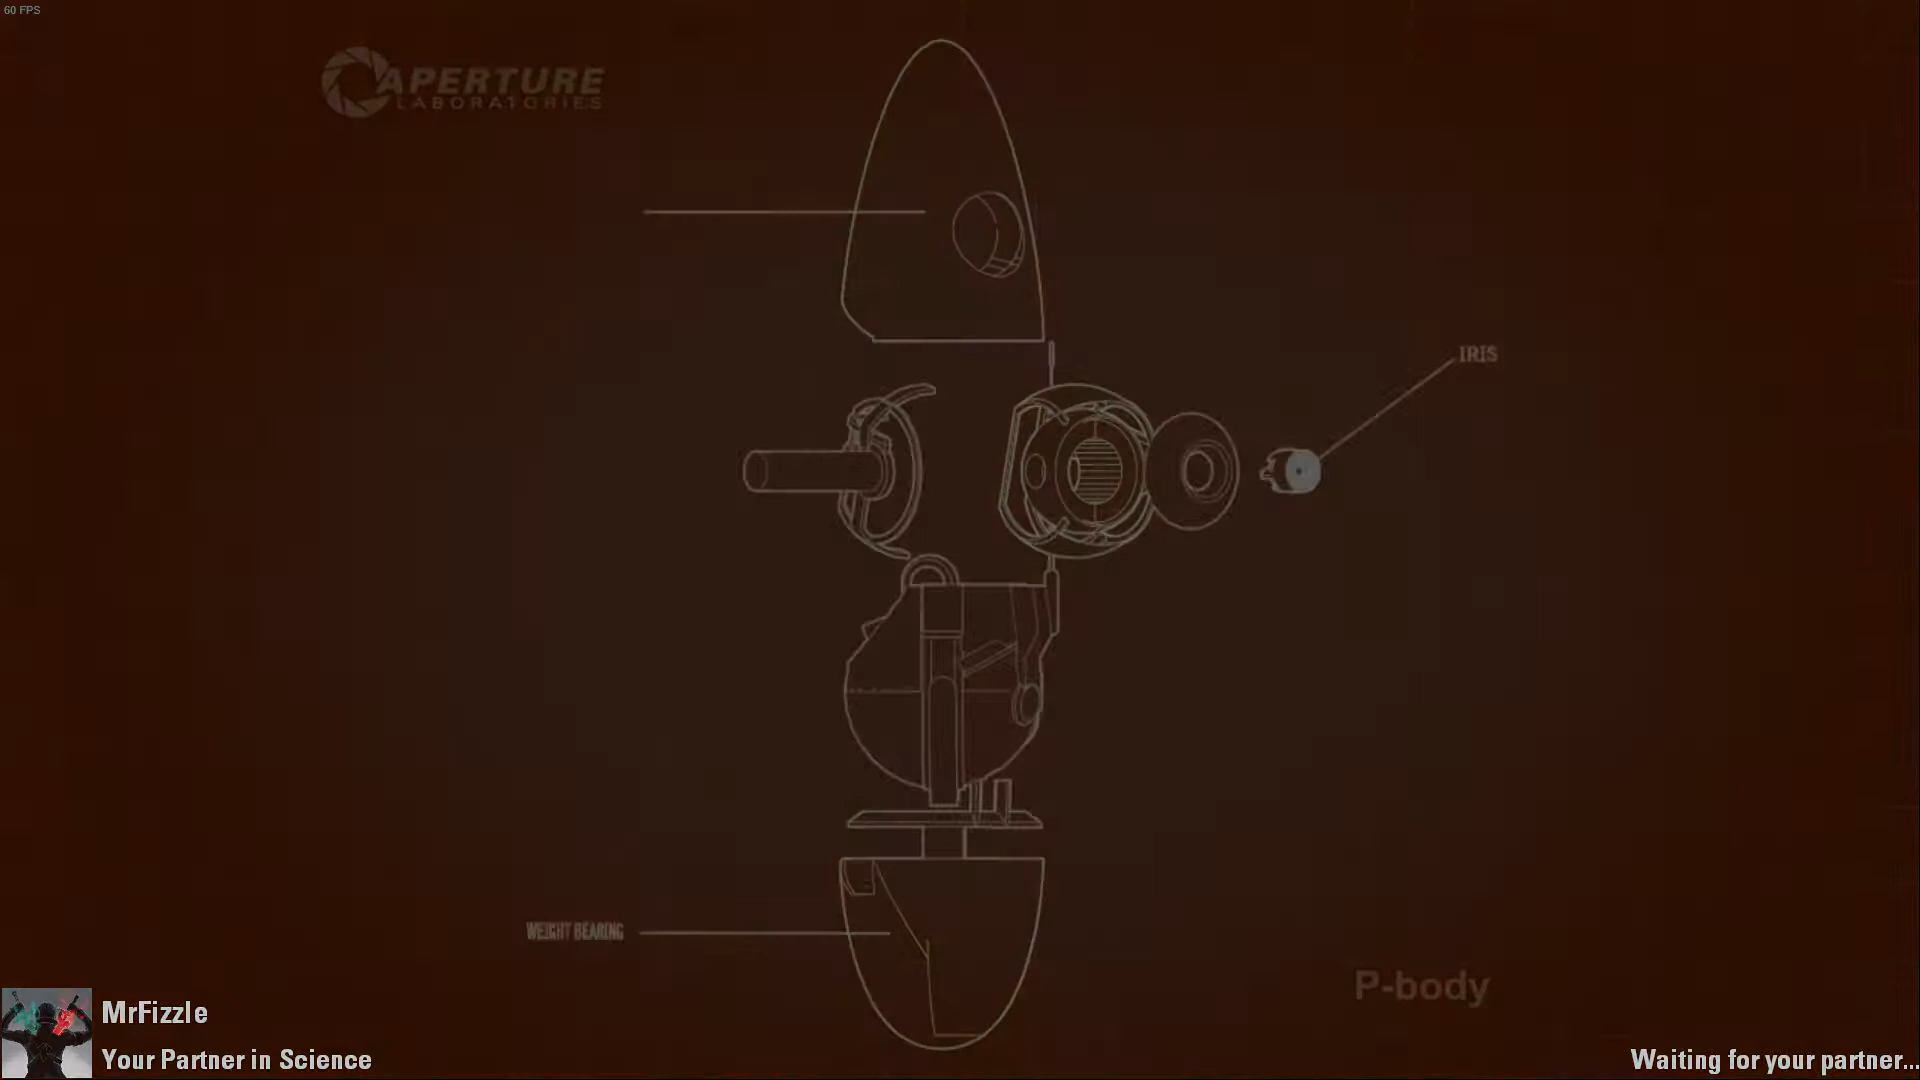 60 FPS
APERTURE
LABORATORIES
IRIS
WEIGHT BEARING
P-body
MrFizzle
Your Partner in Science
Waiting for your partner...